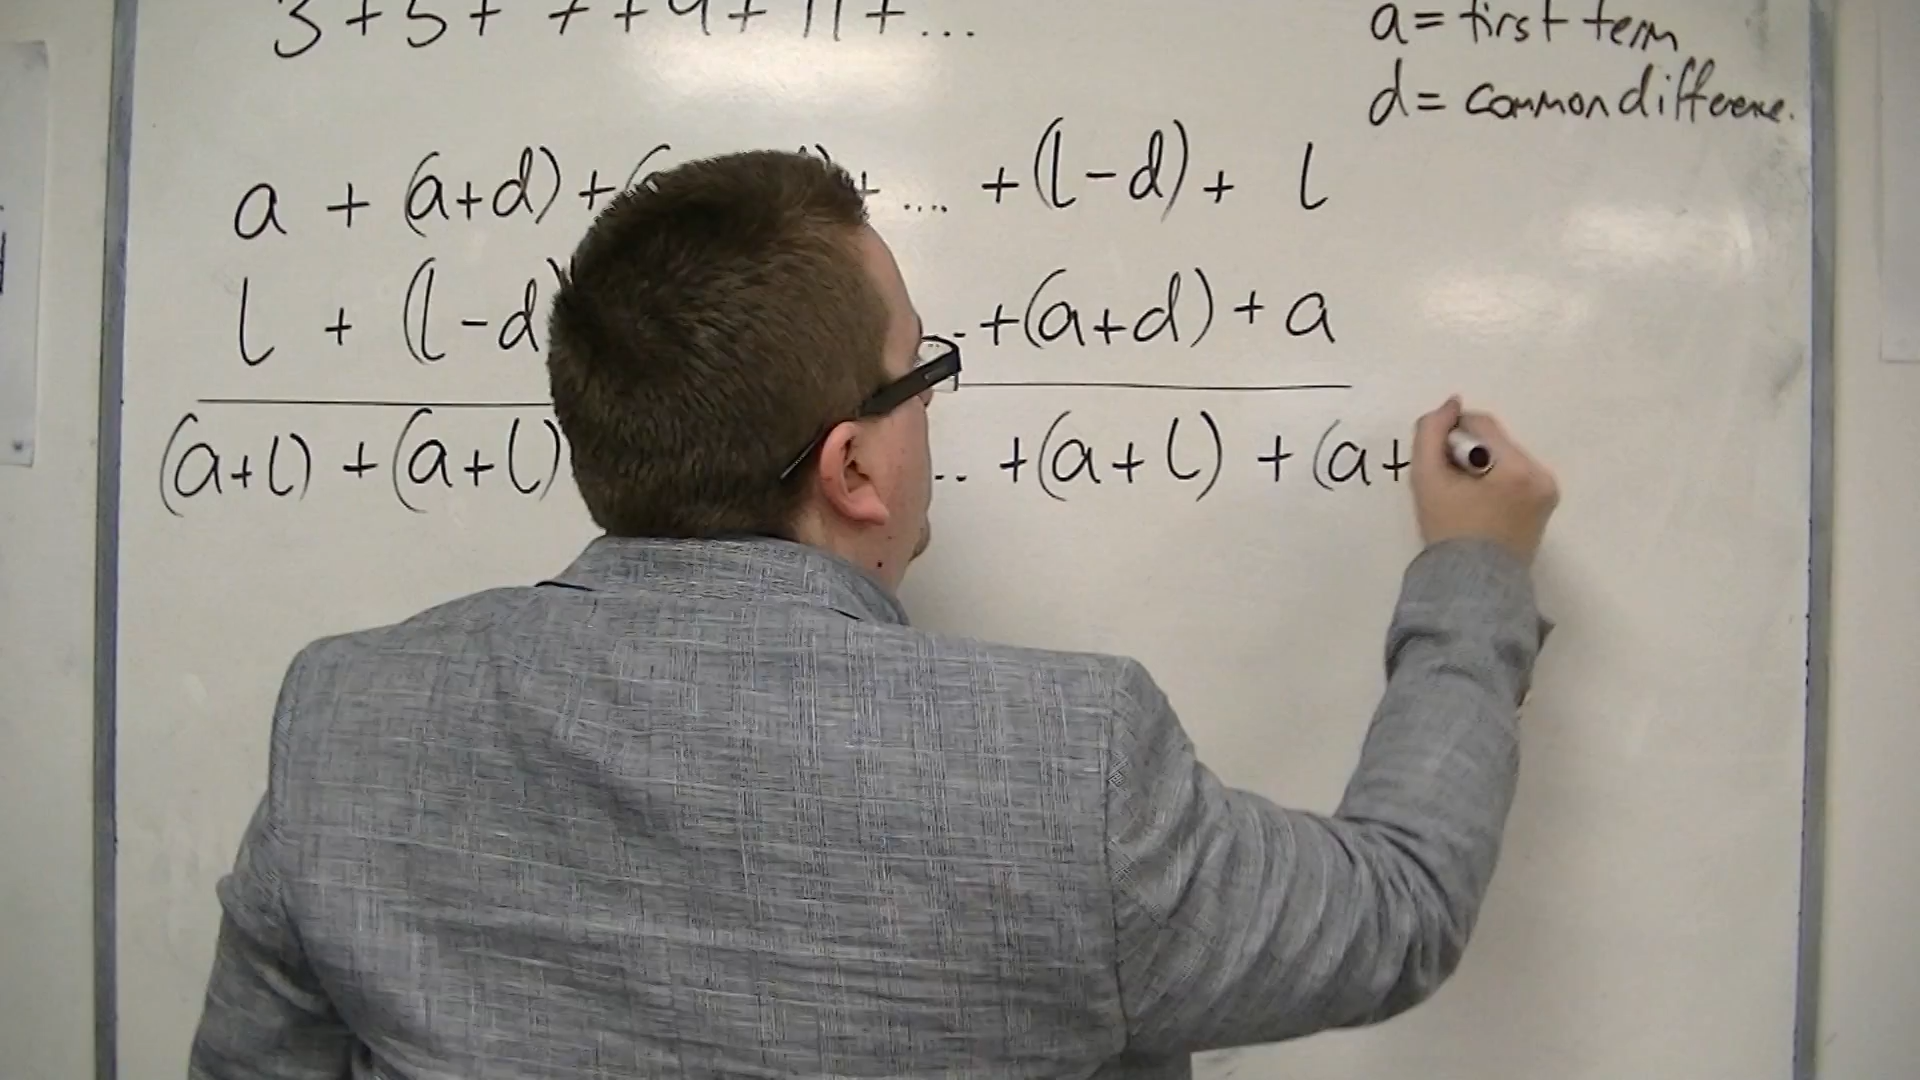 3 + 5 + 7 + 9 + 11 + ...
a = first term
d = common difference.
a + (a+d) + ( ) + .... + (l-d) + l
l + (l-d) .. + (a+d) + a
(a+l) + (a+l) .. + (a+l) + (a+